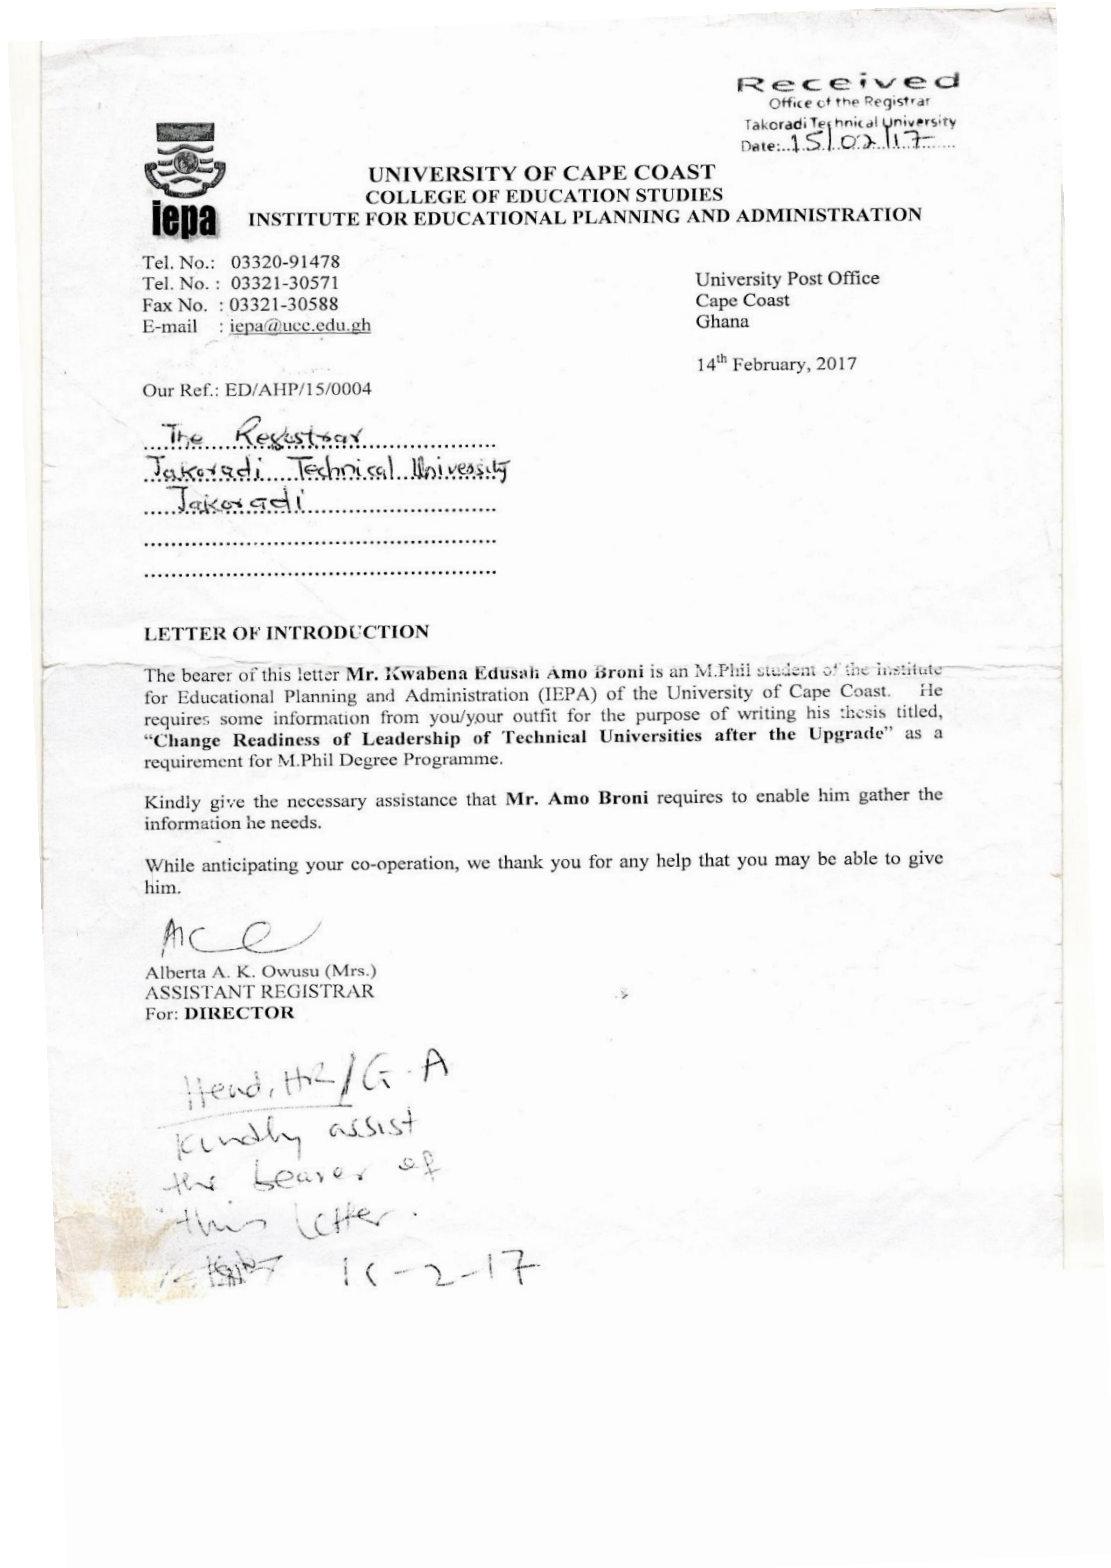 Received
Office of the Registrar
Takoradi Technical University
Date:..15/02/17........
iepa
UNIVERSITY OF CAPE COAST
COLLEGE OF EDUCATION STUDIES
INSTITUTE FOR EDUCATIONAL PLANNING AND ADMINISTRATION
Tel. No.: 03320-91478
Tel. No. : 03321-30571
Fax No. : 03321-30588
E-mail : iepa@ucc.edu.gh
University Post Office
Cape Coast
Ghana
14th February, 2017
Our Ref.: ED/AHP/15/0004
The Registrar
Takoradi Technical University
Takoradi
LETTER OF INTRODUCTION
The bearer of this letter Mr. Kwabena Edusah Amo Broni is an M.Phil student of the institute
for Educational Planning and Administration (IEPA) of the University of Cape Coast. He
requires some information from you/your outfit for the purpose of writing his thesis titled,
“Change Readiness of Leadership of Technical Universities after the Upgrade” as a
requirement for M.Phil Degree Programme.
Kindly give the necessary assistance that Mr. Amo Broni requires to enable him gather the
information he needs.
While anticipating your co-operation, we thank you for any help that you may be able to give
him.
Alberta A. K. Owusu (Mrs.)
ASSISTANT REGISTRAR
For: DIRECTOR
Head, HR/G.A
Kindly assist
the bearer of
this letter.
15-2-17